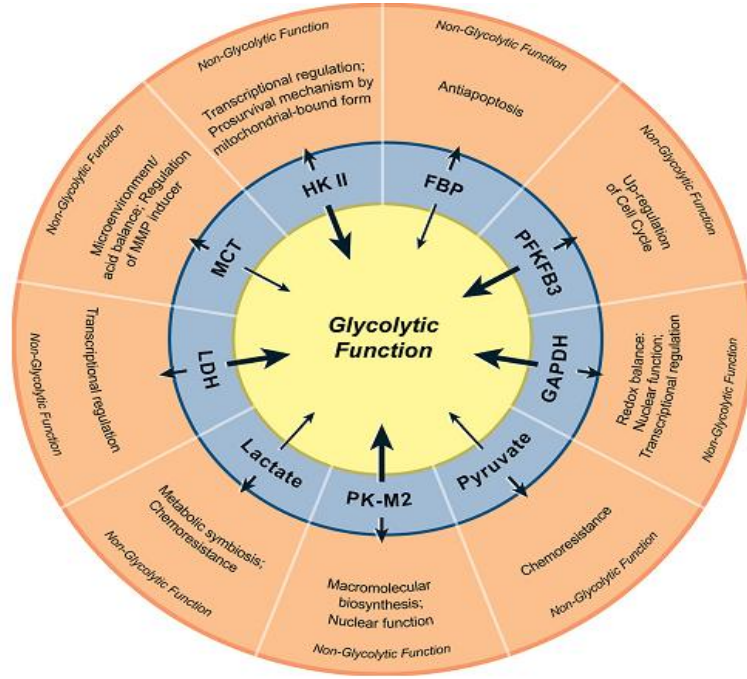 Non-Glycolytic Function
Transcriptional regulation;
Prosurvival mechanism by
mitochondrial-bound form
HK II
Non-Glycolytic Function
Antiapoptosis
FBP
Non-Glycolytic Function
Up-regulation
of Cell Cycle
PFKFB3
Non-Glycolytic Function
Redox balance;
Nuclear function;
Transcriptional regulation
GAPDH
Non-Glycolytic Function
Chemoresistance
Pyruvate
Non-Glycolytic Function
Macromolecular
biosynthesis;
Nuclear function
PK-M2
Non-Glycolytic Function
Metabolic symbiosis;
Chemoresistance
Lactate
Non-Glycolytic Function
Transcriptional regulation
LDH
Non-Glycolytic Function
Microenvironment/
acid balance; Regulation
of MMP inducer
MCT
Glycolytic
Function